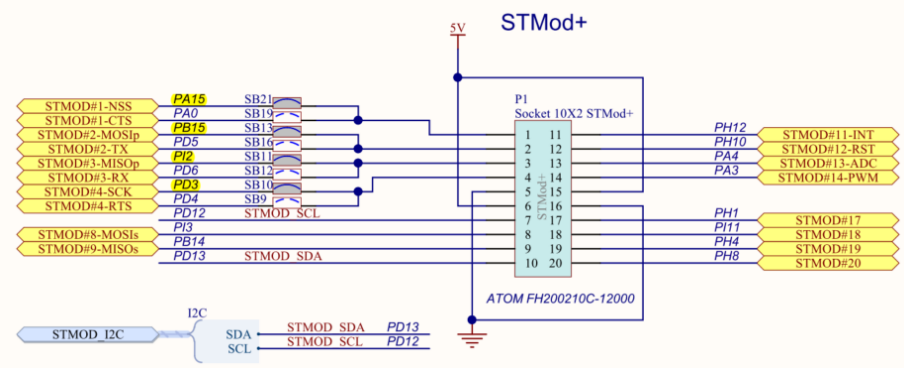 STMod+
5V
P1
Socket 10X2 STMod+
STMOD#1-NSS PA15 SB21
STMOD#1-CTS PA0 SB19
STMOD#2-MOSIp PB15 SB13 1 11 PH12 STMOD#11-INT
STMOD#2-TX PD5 SB16 2 12 PH10 STMOD#12-RST
STMOD#3-MISOp PI2 SB11 3 13 PA4 STMOD#13-ADC
STMOD#3-RX PD6 SB12 4 14 PA3 STMOD#14-PWM
STMOD#4-SCK PD3 SB10 5 15
STMOD#4-RTS PD4 SB9 6 16
PD12 STMOD_SCL 7 17 PH1 STMOD#17
STMOD#8-MOSIs PI3 8 18 PI11 STMOD#18
STMOD#9-MISOs PB14 9 19 PH4 STMOD#19
PD13 STMOD_SDA 10 20 PH8 STMOD#20
STMod+
ATOM FH200210C-12000
I2C
STMOD_I2C SDA STMOD_SDA PD13
SCL STMOD_SCL PD12